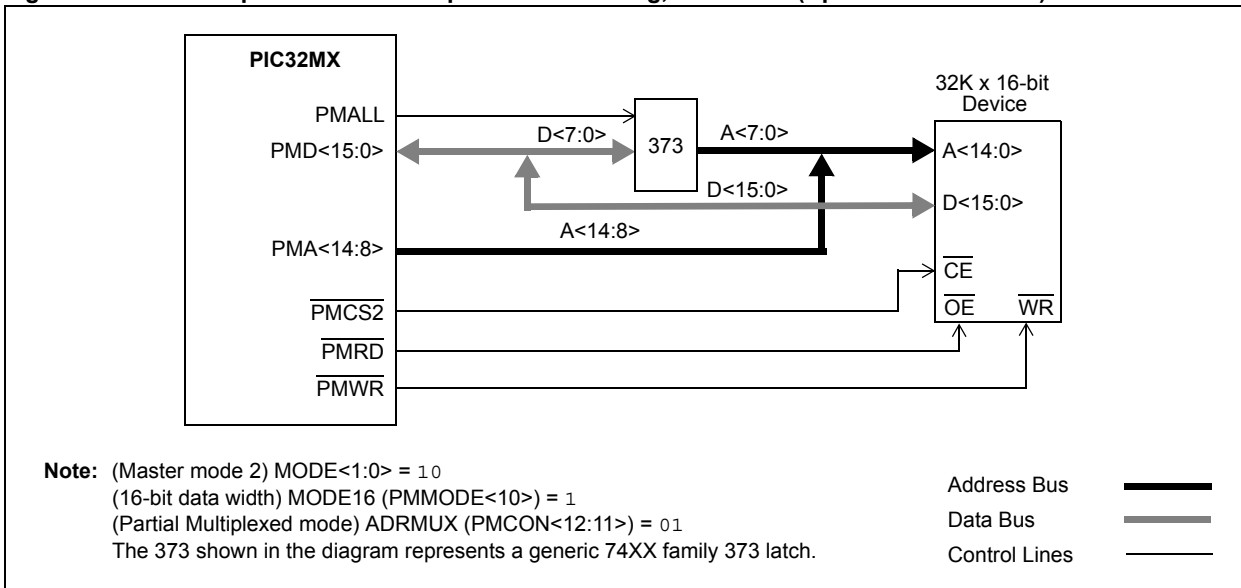 PIC32MX
32K x 16-bit
Device
PMALL
D<7:0>
373
A<7:0>
PMD<15:0>
A<14:0>
D<15:0>
D<15:0>
A<14:8>
PMA<14:8>
CE
PMCS2
OE WR
PMRD
PMWR
Note: (Master mode 2) MODE<1:0> = 10
(16-bit data width) MODE16 (PMMODE<10>) = 1
(Partial Multiplexed mode) ADRMUX (PMCON<12:11>) = 01
The 373 shown in the diagram represents a generic 74XX family 373 latch.
Address Bus
Data Bus
Control Lines